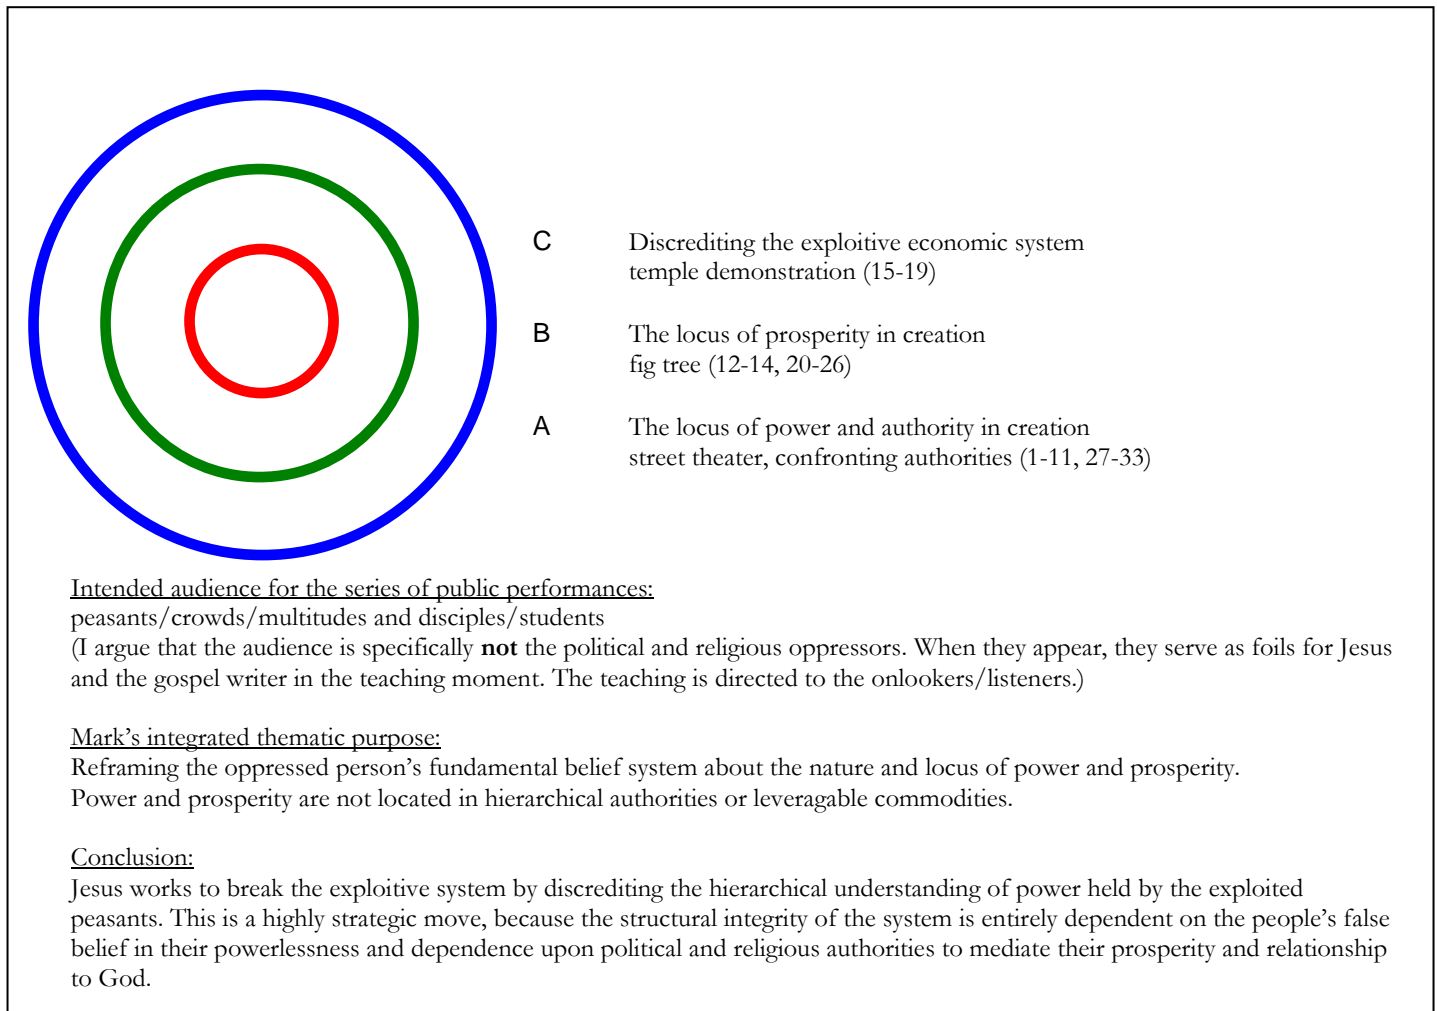 C Discrediting the exploitive economic system
temple demonstration (15-19)
B The locus of prosperity in creation
fig tree (12-14, 20-26)
A The locus of power and authority in creation
street theater, confronting authorities (1-11, 27-33)
Intended audience for the series of public performances:
peasants/crowds/multitudes and disciples/students
(I argue that the audience is specifically not the political and religious oppressors. When they appear, they serve as foils for Jesus
and the gospel writer in the teaching moment. The teaching is directed to the onlookers/listeners.)
Mark’s integrated thematic purpose:
Reframing the oppressed person’s fundamental belief system about the nature and locus of power and prosperity.
Power and prosperity are not located in hierarchical authorities or leveragable commodities.
Conclusion:
Jesus works to break the exploitive system by discrediting the hierarchical understanding of power held by the exploited
peasants. This is a highly strategic move, because the structural integrity of the system is entirely dependent on the people’s false
belief in their powerlessness and dependence upon political and religious authorities to mediate their prosperity and relationship
to God.